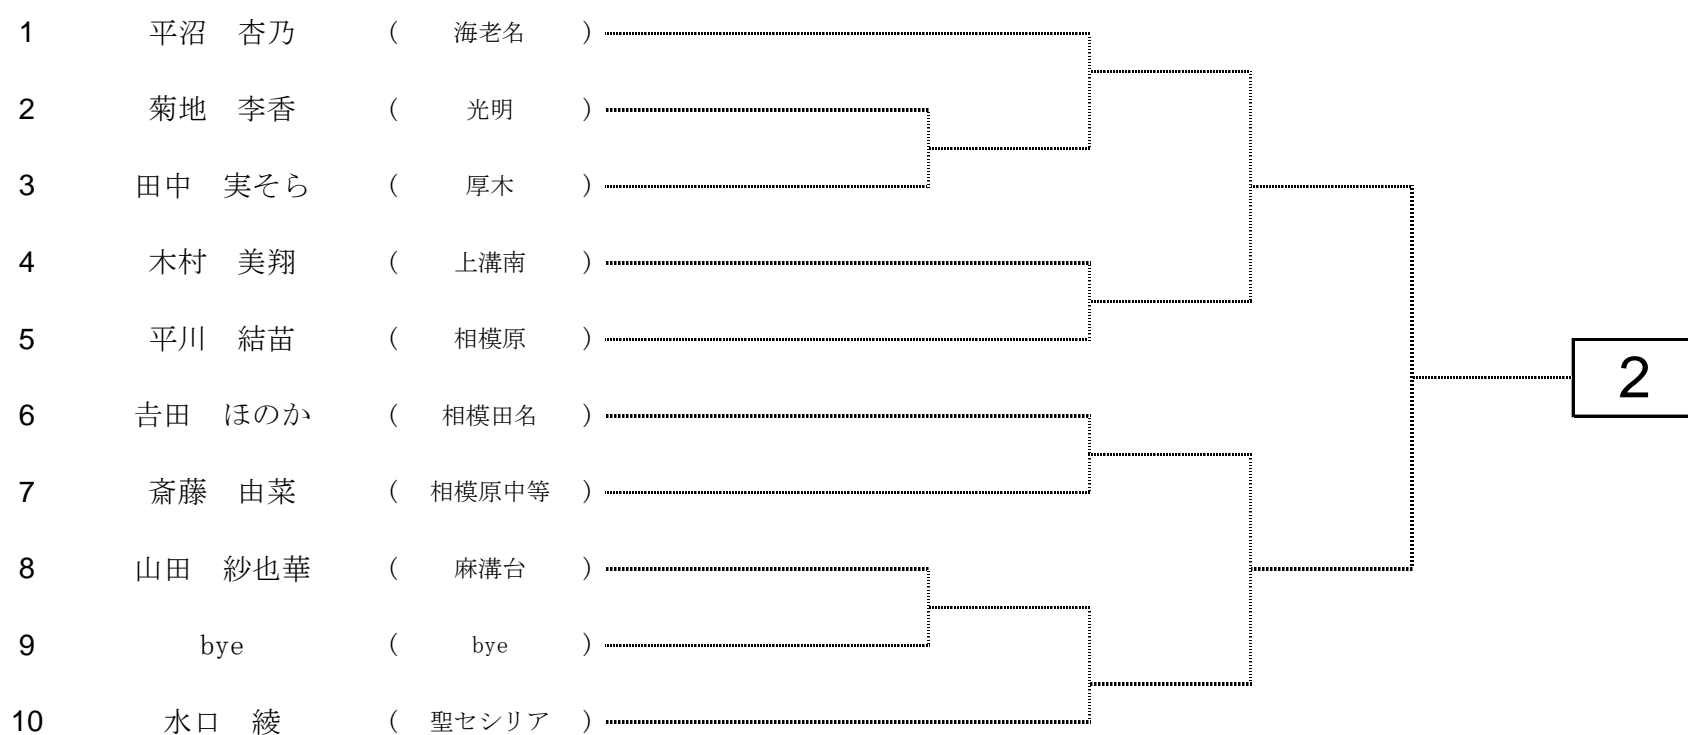 1 平沼 杏乃 ( 海老名 )
2 菊地 李香 ( 光明 )
3 田中 実そら ( 厚木 )
4 木村 美翔 ( 上溝南 )
5 平川 結苗 ( 相模原 )
2
6 𠮷田 ほのか ( 相模田名 )
7 斎藤 由菜 ( 相模原中等 )
8 山田 紗也華 ( 麻溝台 )
9 bye ( bye )
10 水口 綾 ( 聖セシリア )